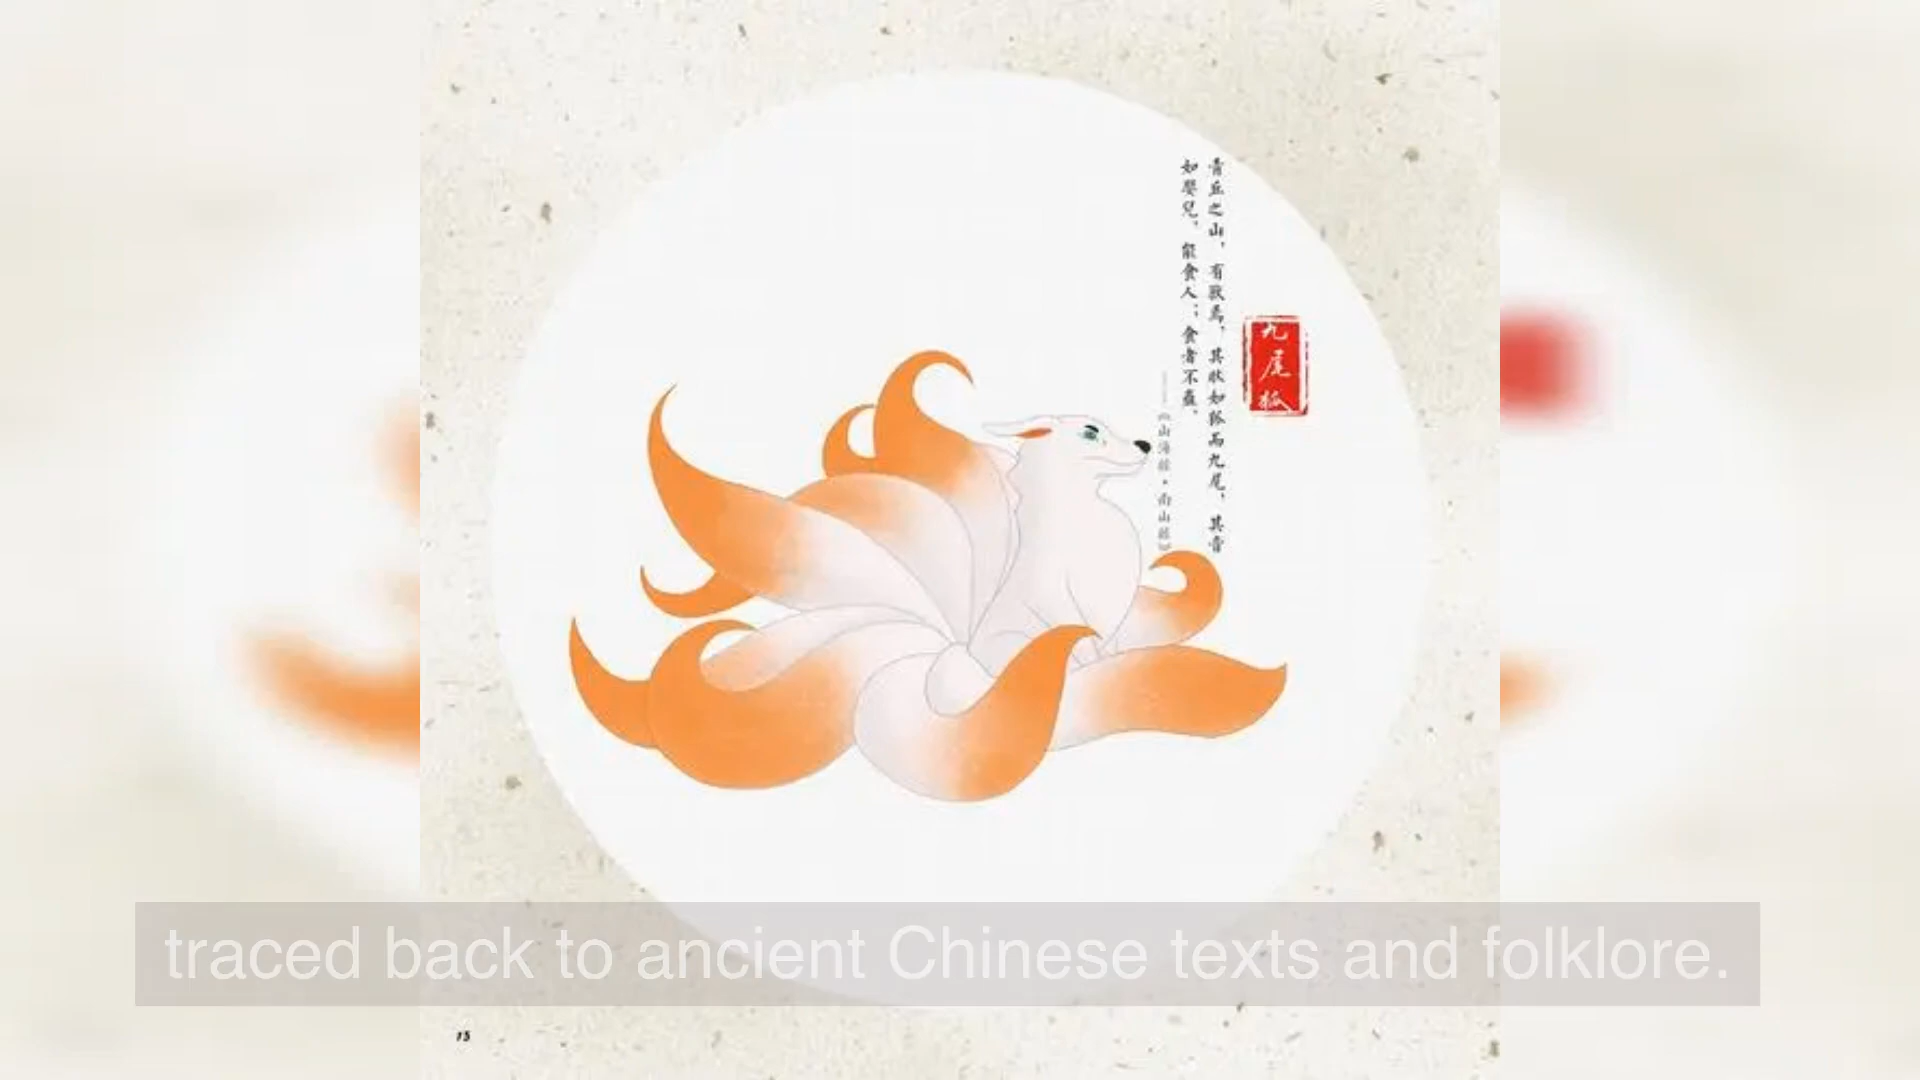 九尾狐
青丘之山，有獸焉，其狀如狐而九尾，其音
如嬰兒，能食人；食者不蠱。
——《山海經·南山經》
traced back to ancient Chinese texts and folklore.
15